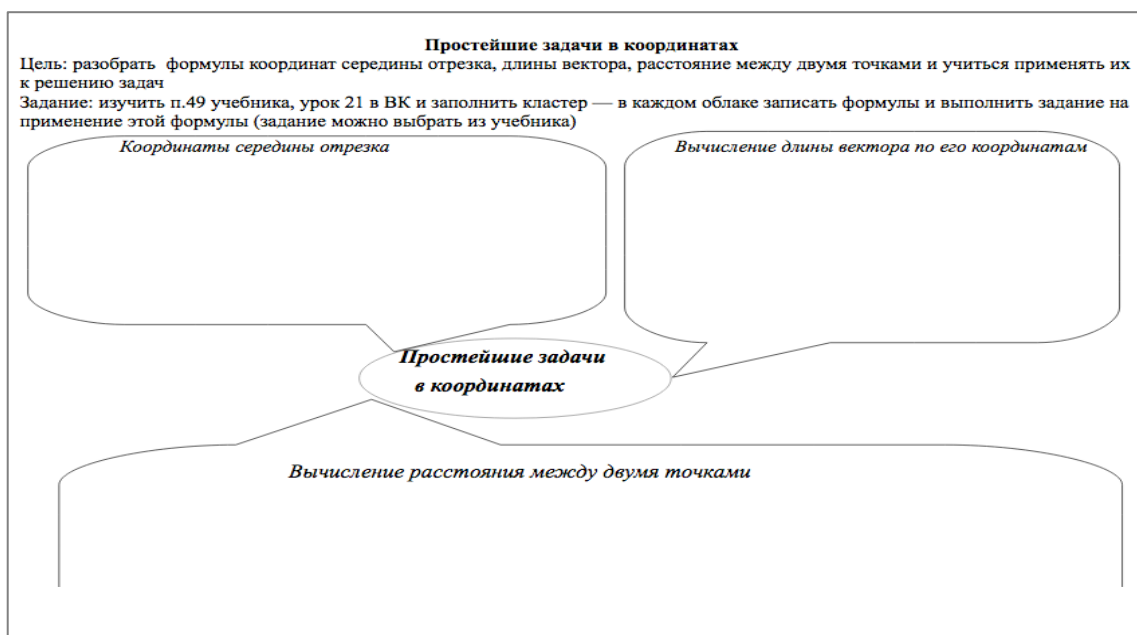 Простейшие задачи в координатах
Цель: разобрать формулы координат середины отрезка, длины вектора, расстояние между двумя точками и учиться применять их
к решению задач
Задание: изучить п.49 учебника, урок 21 в ВК и заполнить кластер — в каждом облаке записать формулы и выполнить задание на
применение этой формулы (задание можно выбрать из учебника)
Координаты середины отрезка
Вычисление длины вектора по его координатам
Простейшие задачи
в координатах
Вычисление расстояния между двумя точками